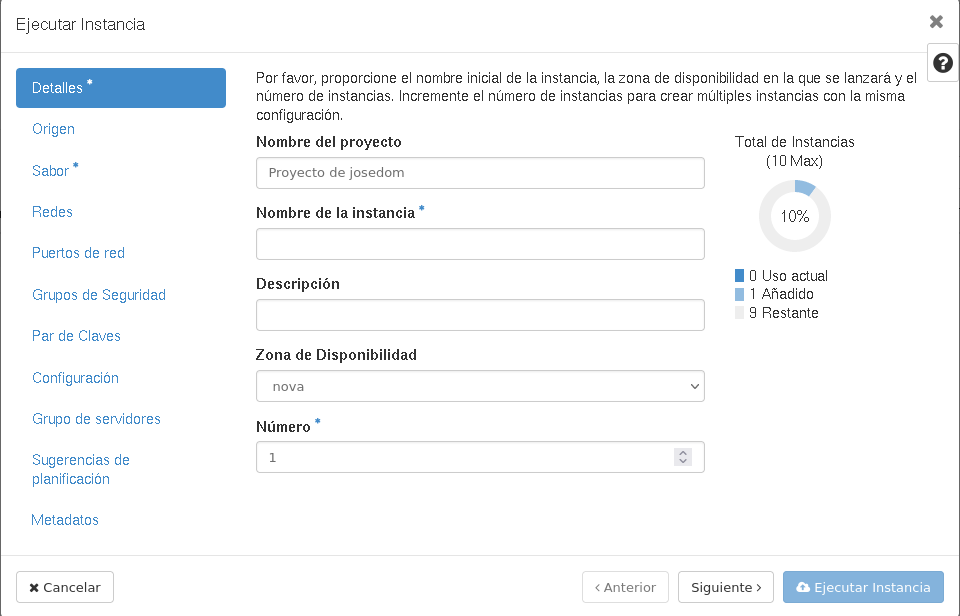 Ejecutar Instancia
Detalles *
Origen
Sabor *
Redes
Puertos de red
Grupos de Seguridad
Par de Claves
Configuración
Grupo de servidores
Sugerencias de
planificación
Metadatos
Por favor, proporcione el nombre inicial de la instancia, la zona de disponibilidad en la que se lanzará y el
número de instancias. Incremente el número de instancias para crear múltiples instancias con la misma
configuración.
Nombre del proyecto
Proyecto de josedom
Nombre de la instancia *
Descripción
Zona de Disponibilidad
nova
Número *
1
Total de Instancias
(10 Max)
10%
0 Uso actual
1 Añadido
9 Restante
Cancelar
Anterior
Siguiente
Ejecutar Instancia